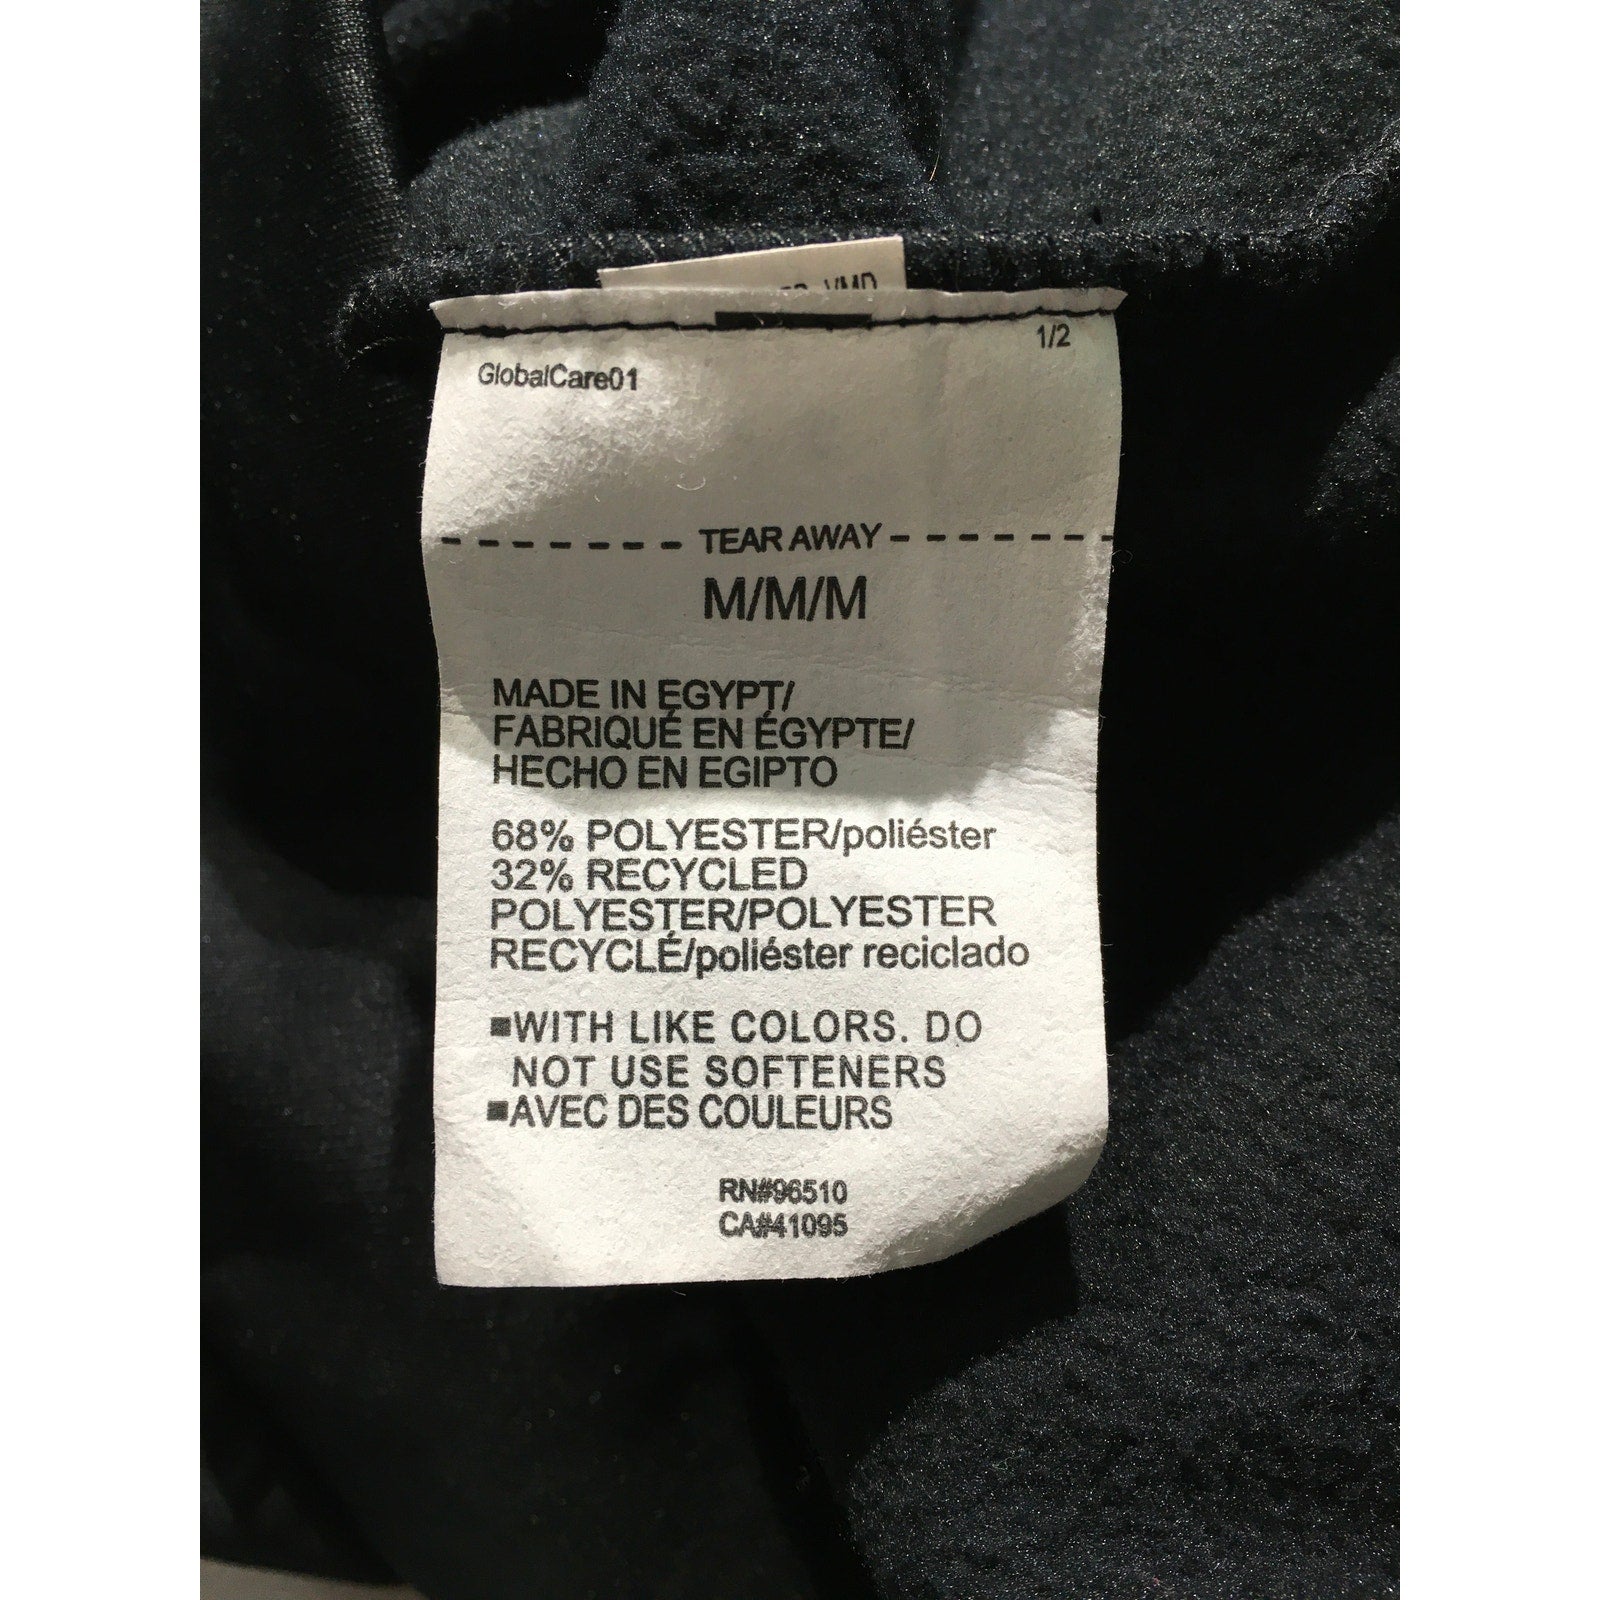 1/2
GlobalCare01
TEAR AWAY
M/M/M
MADE IN EGYPT/
FABRIQUÉ EN ÉGYPTE/
HECHO EN EGIPTO
68% POLYESTER/poliéster
32% RECYCLED
POLYESTER/POLYESTER
RECYCLÉ/poliéster reciclado
■WITH LIKE COLORS. DO
NOT USE SOFTENERS
■AVEC DES COULEURS
RN#96510
CA#41095